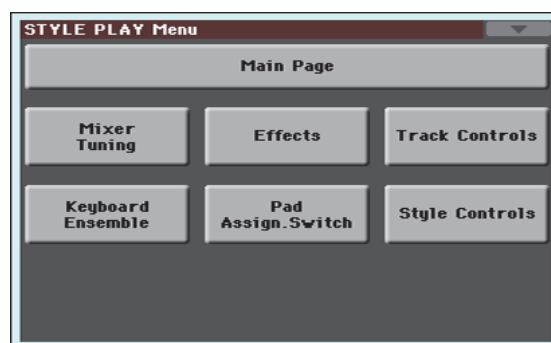 STYLE PLAY Menu
Main Page
Mixer
Tuning
Effects
Track Controls
Keyboard
Ensemble
Pad
Assign.Switch
Style Controls